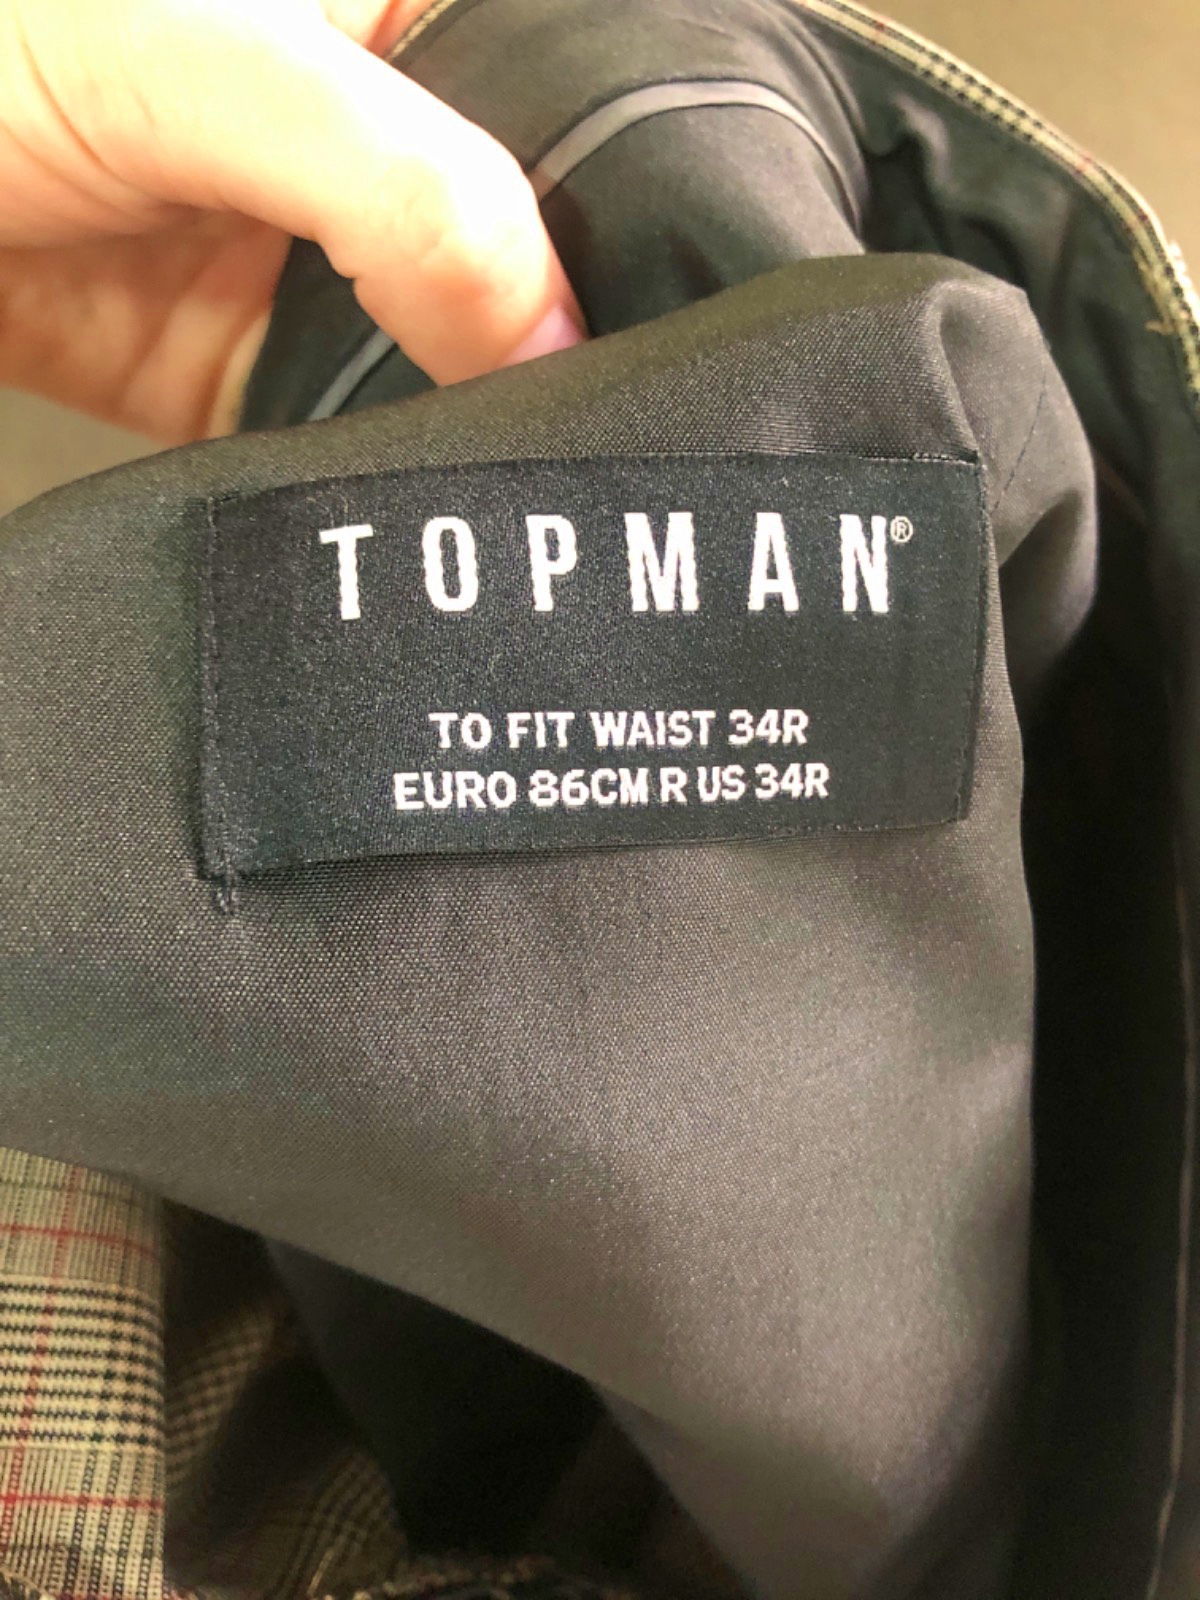 TOPMAN®
TO FIT WAIST 34R
EURO 86CM R US 34R